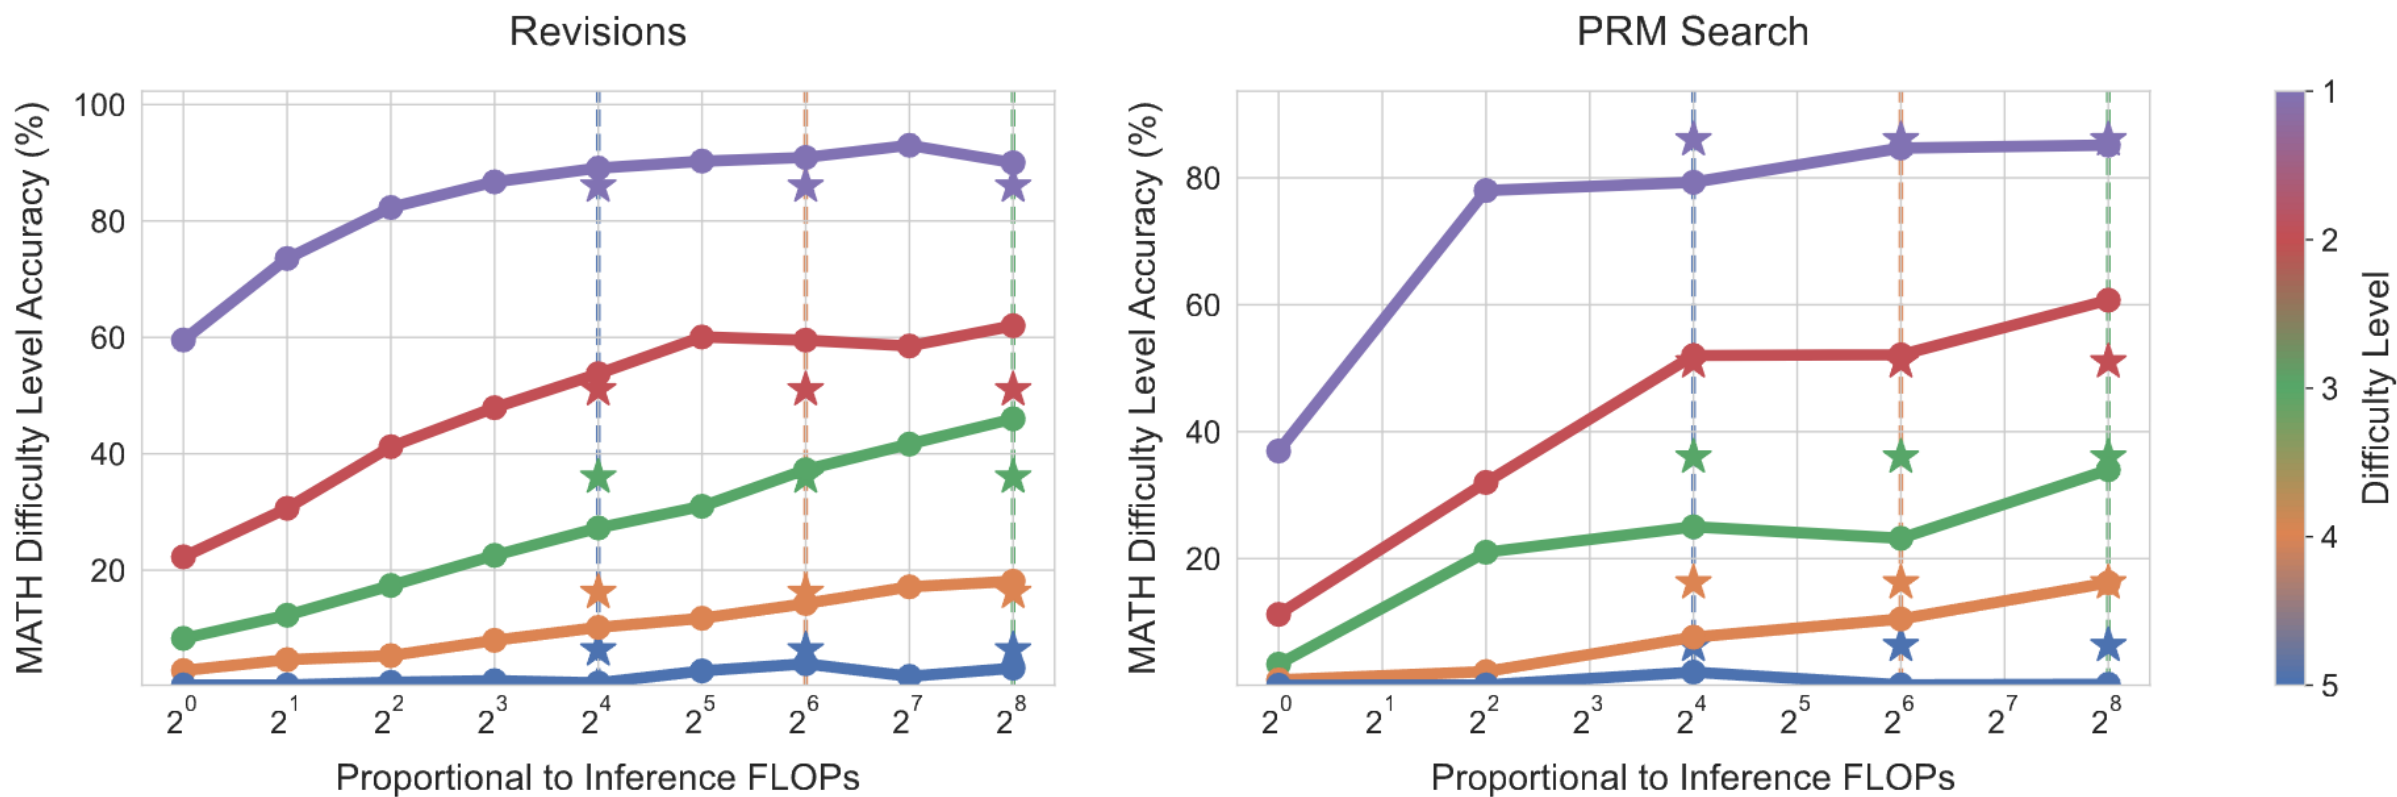 Revisions
MATH Difficulty Level Accuracy (%)
100
80
60
40
20
2^0 2^1 2^2 2^3 2^4 2^5 2^6 2^7 2^8
Proportional to Inference FLOPs
PRM Search
MATH Difficulty Level Accuracy (%)
80
60
40
20
2^0 2^1 2^2 2^3 2^4 2^5 2^6 2^7 2^8
Proportional to Inference FLOPs
1
2
3
4
5
Difficulty Level